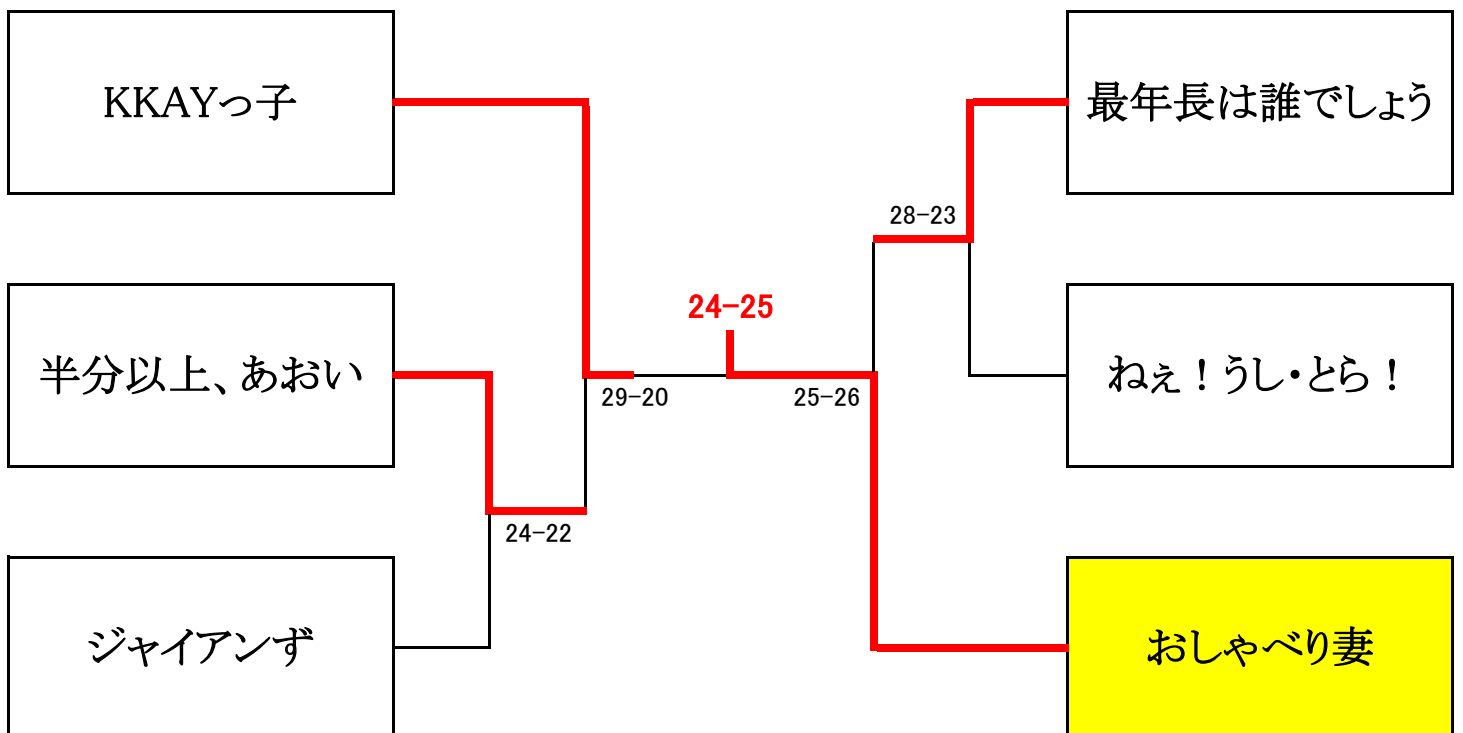 KKAYっ子
最年長は誰でしょう
28-23
24-25
半分以上、あおい
ねぇ!うし・とら!
29-20
25-26
24-22
ジャイアンず
おしゃべり妻